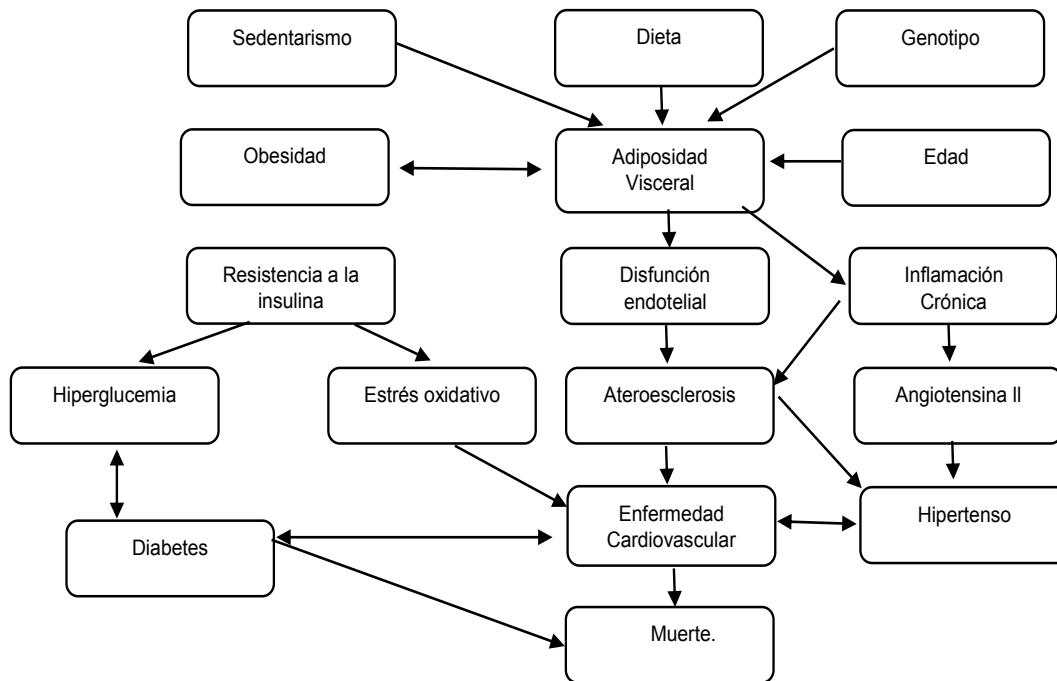 Sedentarismo
Dieta
Genotipo
Obesidad
Adiposidad
Visceral
Edad
Resistencia a la
insulina
Disfunción
endotelial
Inflamación
Crónica
Hiperglucemia
Estrés oxidativo
Ateroesclerosis
Angiotensina II
Diabetes
Enfermedad
Cardiovascular
Hipertenso
Muerte.